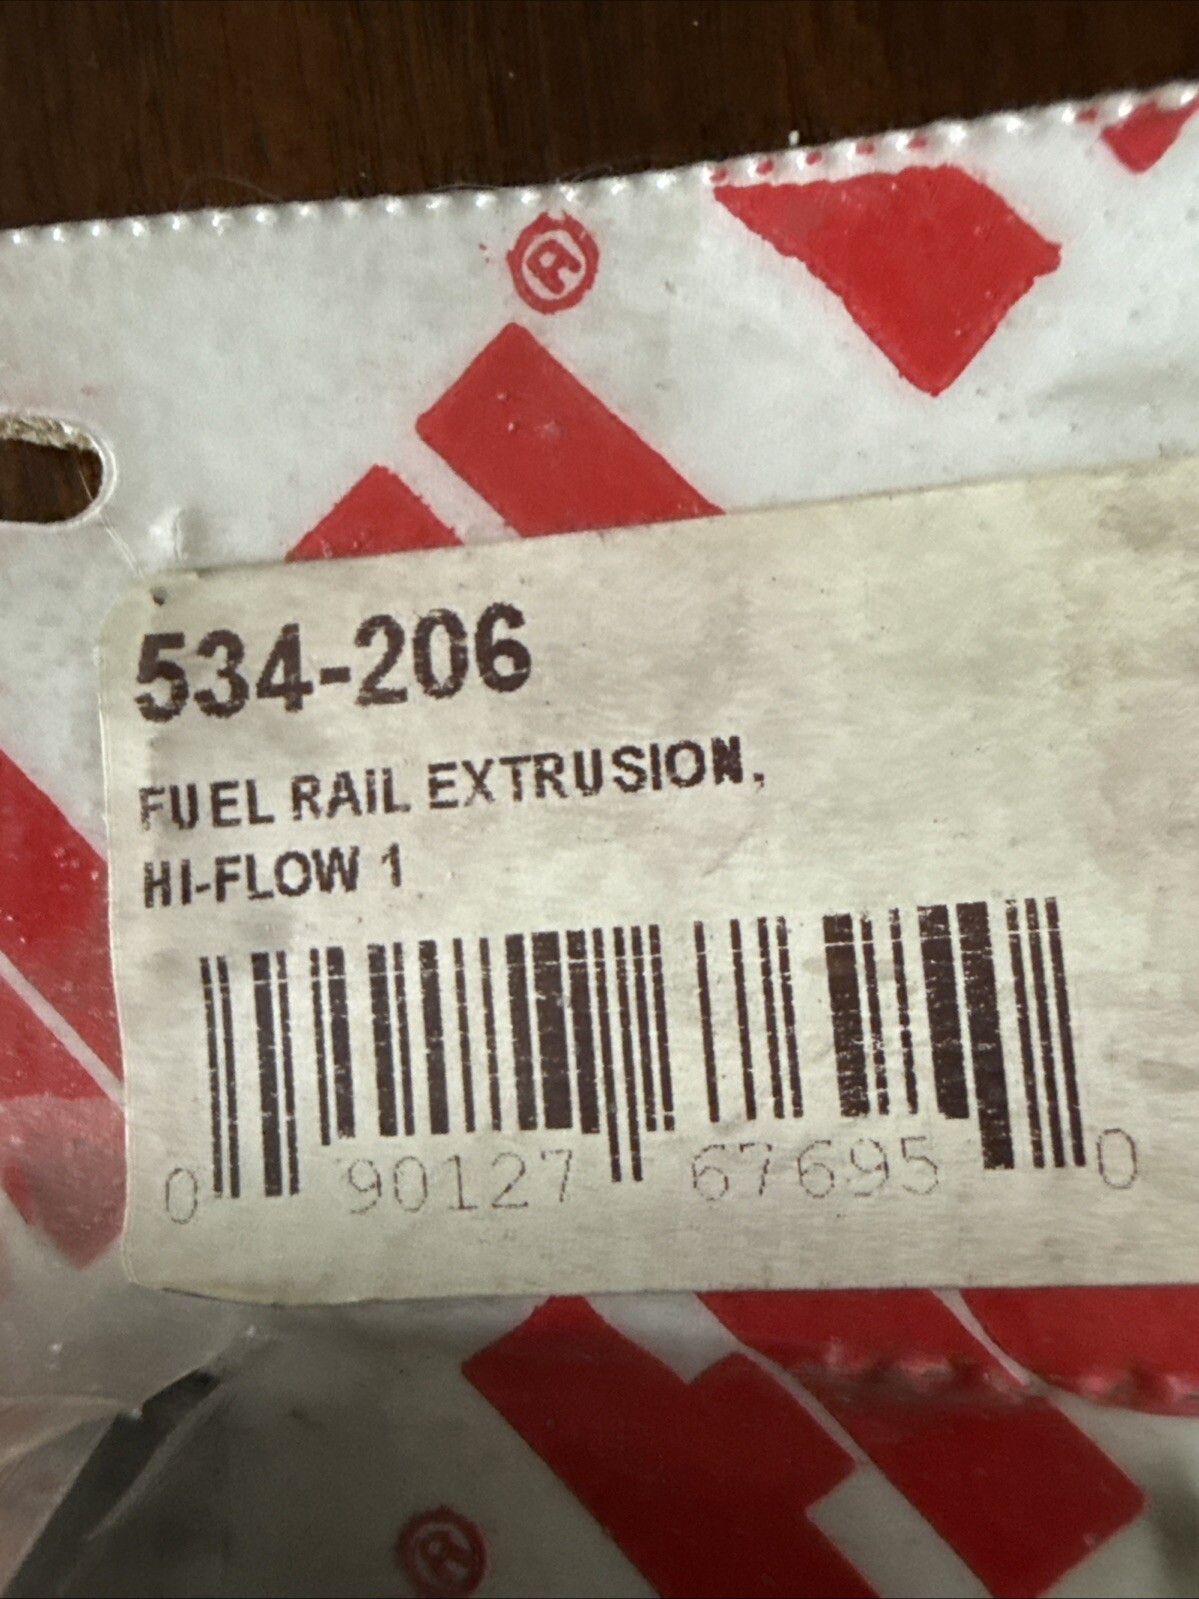 ®
534-206
FUEL RAIL EXTRUSION,
HI-FLOW 1
0 90127 67695 0
®